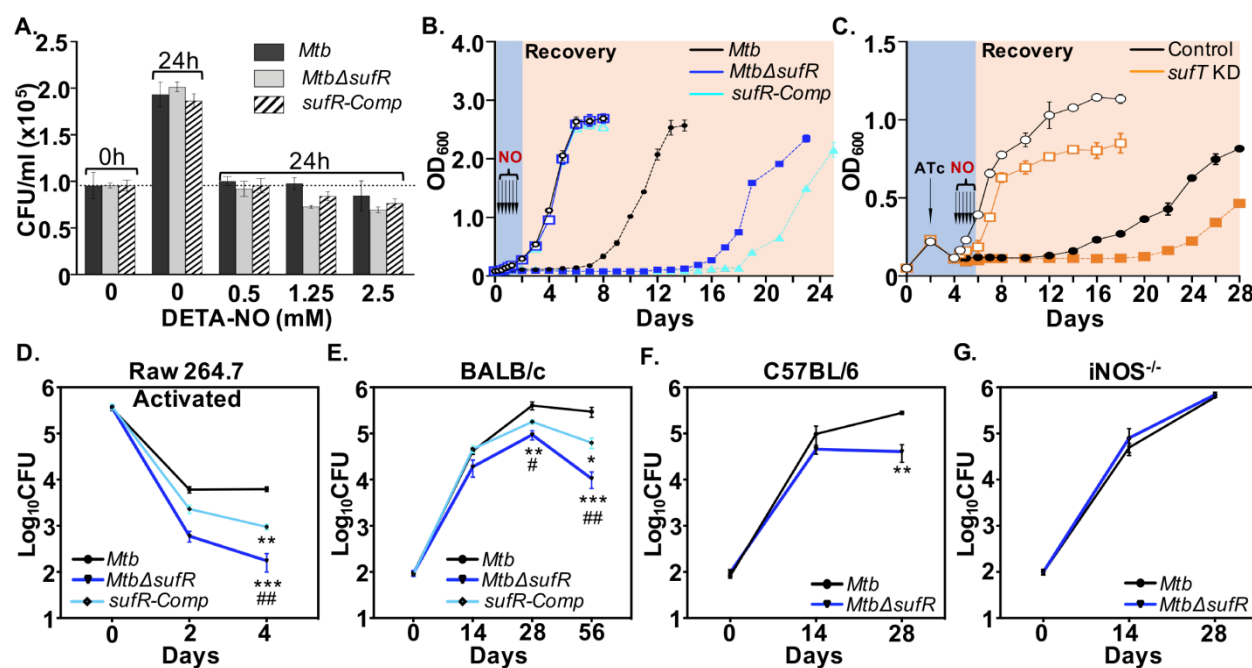 A.
CFU/ml (x10⁵)
2.5
2.0
1.5
1.0
0.5
0
0h
24h
24h
Mtb
MtbΔsufR
sufR-Comp
0 0 0.5 1.25 2.5
DETA-NO (mM)
B.
Recovery
OD₆₀₀
4.0
3.6
2.4
1.2
0.0
NO
Mtb
MtbΔsufR
sufR-Comp
0 4 8 12 16 21 24
Days
C.
Recovery
OD₆₀₀
1.5
1.0
0.5
0.0
ATc
NO
Control
sufT KD
0 4 8 12 16 20 24 28
Days
D.
Raw 264.7
Activated
Log₁₀CFU
6
5
4
3
2
1
Mtb
MtbΔsufR
sufR-Comp
**
***
##
0 2 4
Days
E.
BALB/c
Log₁₀CFU
6
5
4
3
2
1
**
#
*
***
##
Mtb
MtbΔsufR
sufR-Comp
0 14 28 56
Days
F.
C57BL/6
Log₁₀CFU
6
5
4
3
2
1
**
Mtb
MtbΔsufR
0 14 28
Days
G.
iNOS⁻/⁻
Log₁₀CFU
6
5
4
3
2
1
Mtb
MtbΔsufR
0 14 28
Days